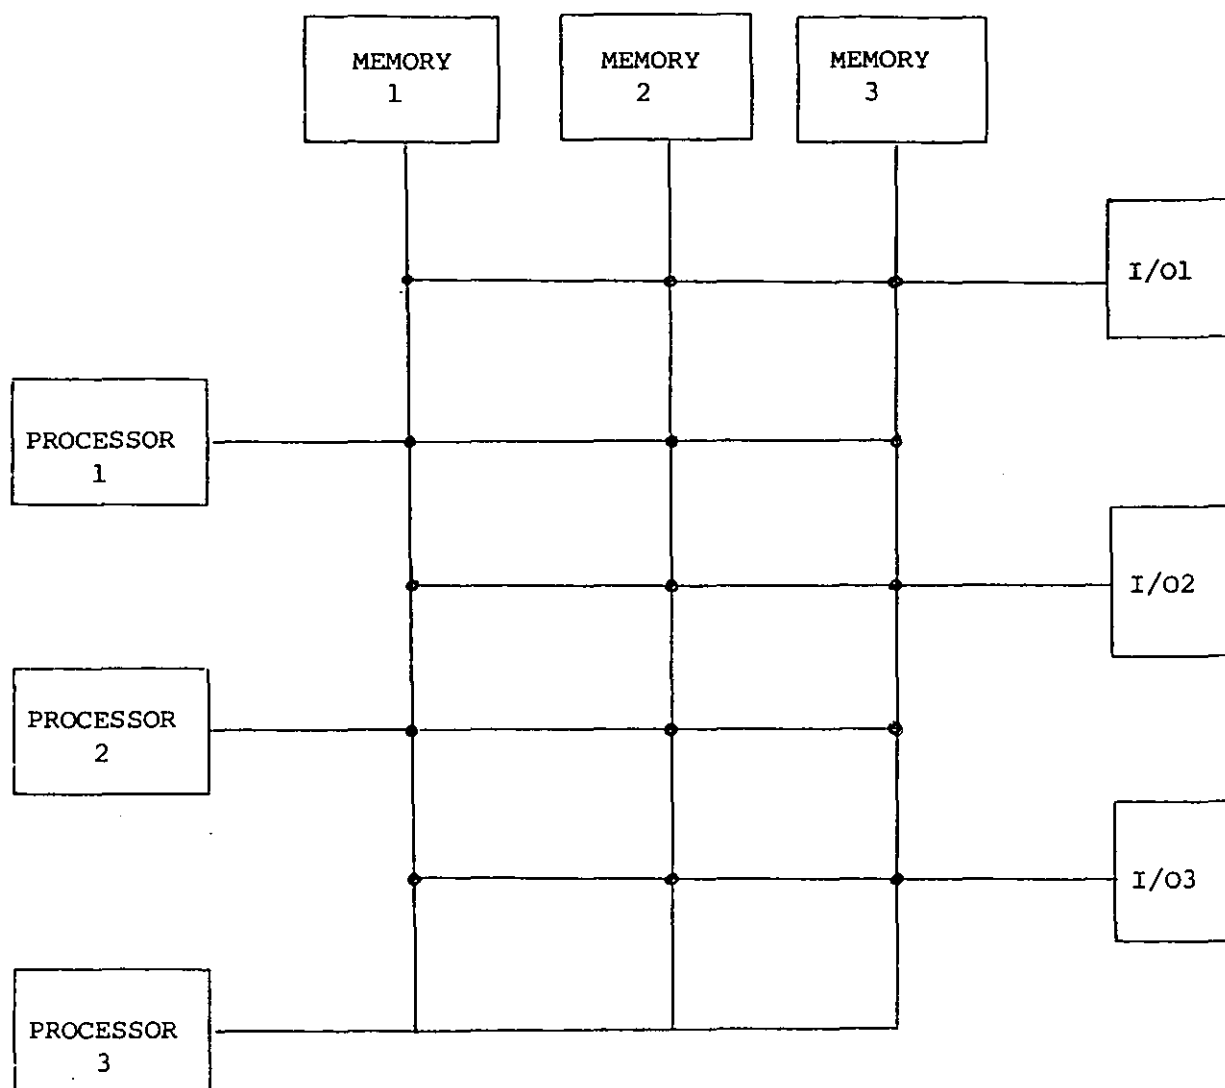 MEMORY
1
MEMORY
2
MEMORY
3
I/O1
PROCESSOR
1
I/O2
PROCESSOR
2
I/O3
PROCESSOR
3